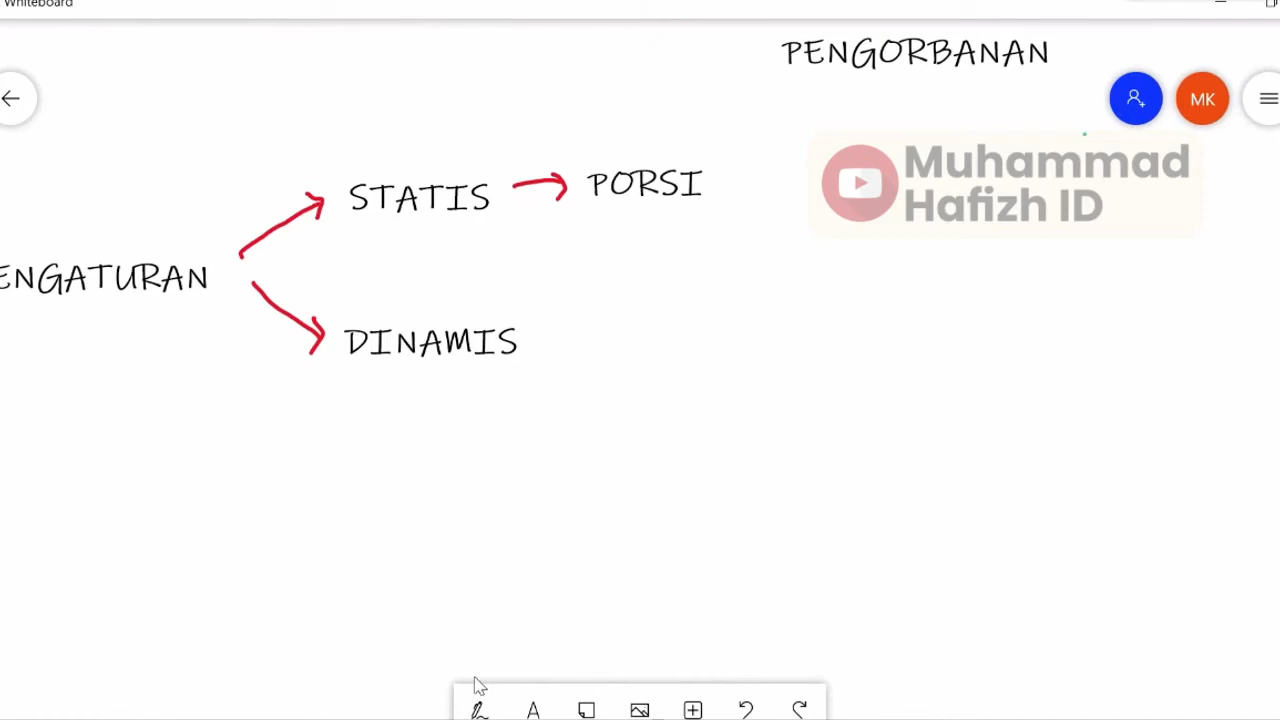 Whiteboard
PENGORBANAN
MK
Muhammad
Hafizh ID
STATIS
PORSI
ENGATURAN
DINAMIS